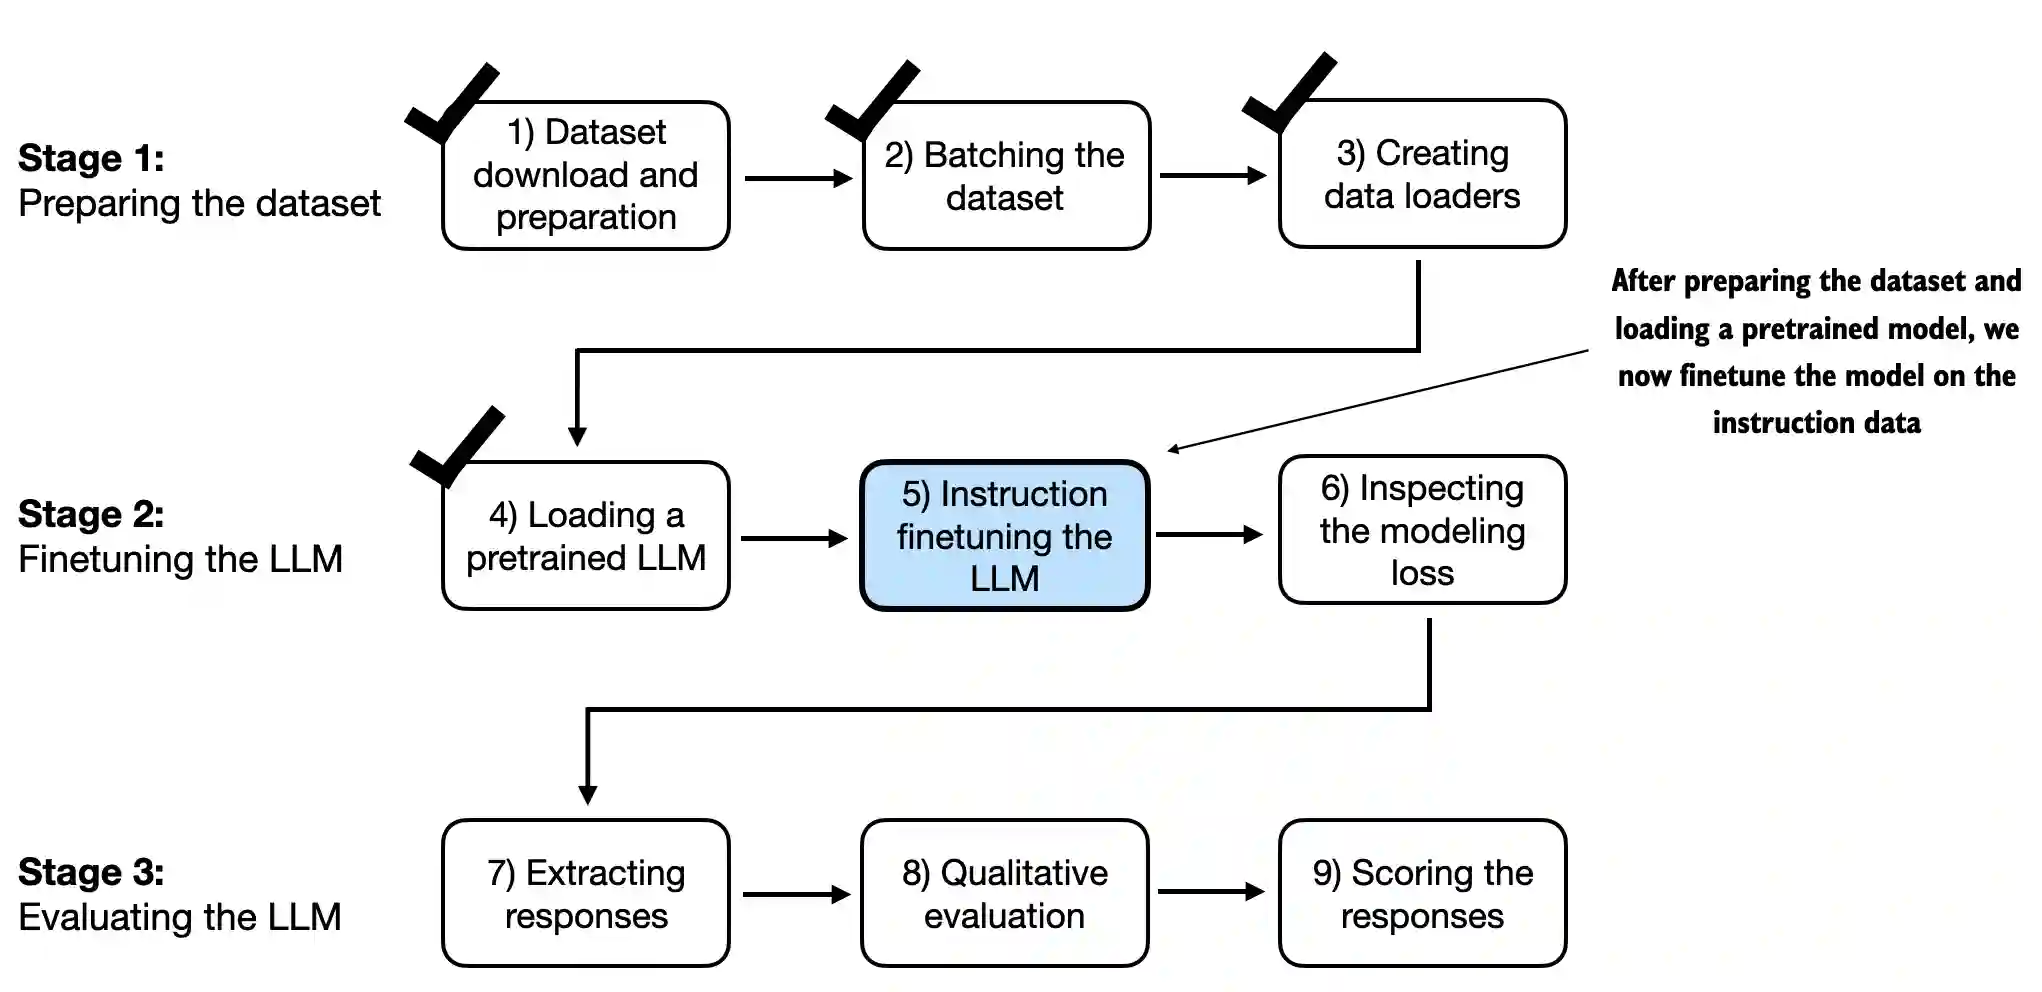 Stage 1:
Preparing the dataset
1) Dataset
download and
preparation
2) Batching the
dataset
3) Creating
data loaders
After preparing the dataset and
loading a pretrained model, we
now finetune the model on the
instruction data
Stage 2:
Finetuning the LLM
4) Loading a
pretrained LLM
5) Instruction
finetuning the
LLM
6) Inspecting
the modeling
loss
Stage 3:
Evaluating the LLM
7) Extracting
responses
8) Qualitative
evaluation
9) Scoring the
responses